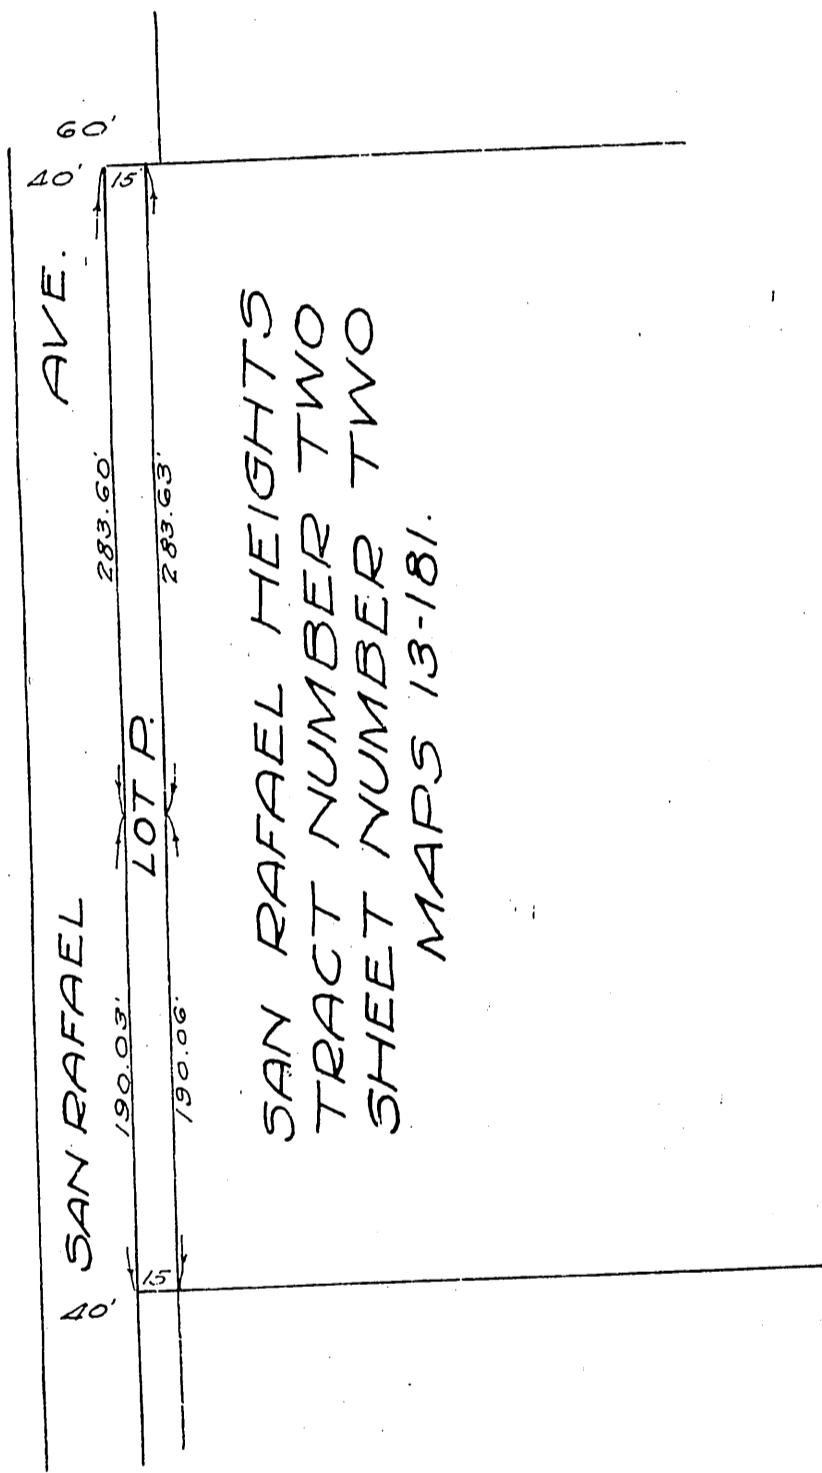 60'
40'
15
SAN RAFAEL AVE.
283.60'
283.63'
LOT P.
190.03'
190.06'
15
40'
SAN RAFAEL HEIGHTS
TRACT NUMBER TWO
SHEET NUMBER TWO
MAPS 13-181.